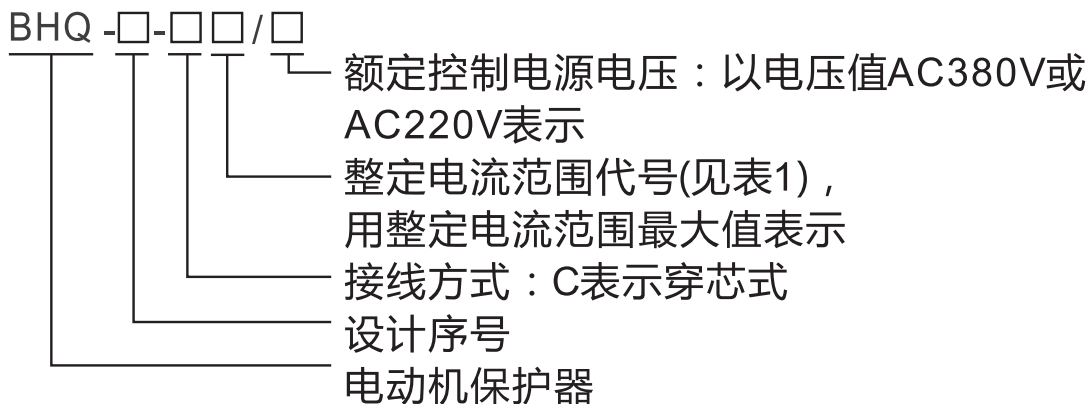 BHQ-□-□□/□
额定控制电源电压：以电压值AC380V或
AC220V表示
整定电流范围代号(见表1)，
用整定电流范围最大值表示
接线方式：C表示穿芯式
设计序号
电动机保护器